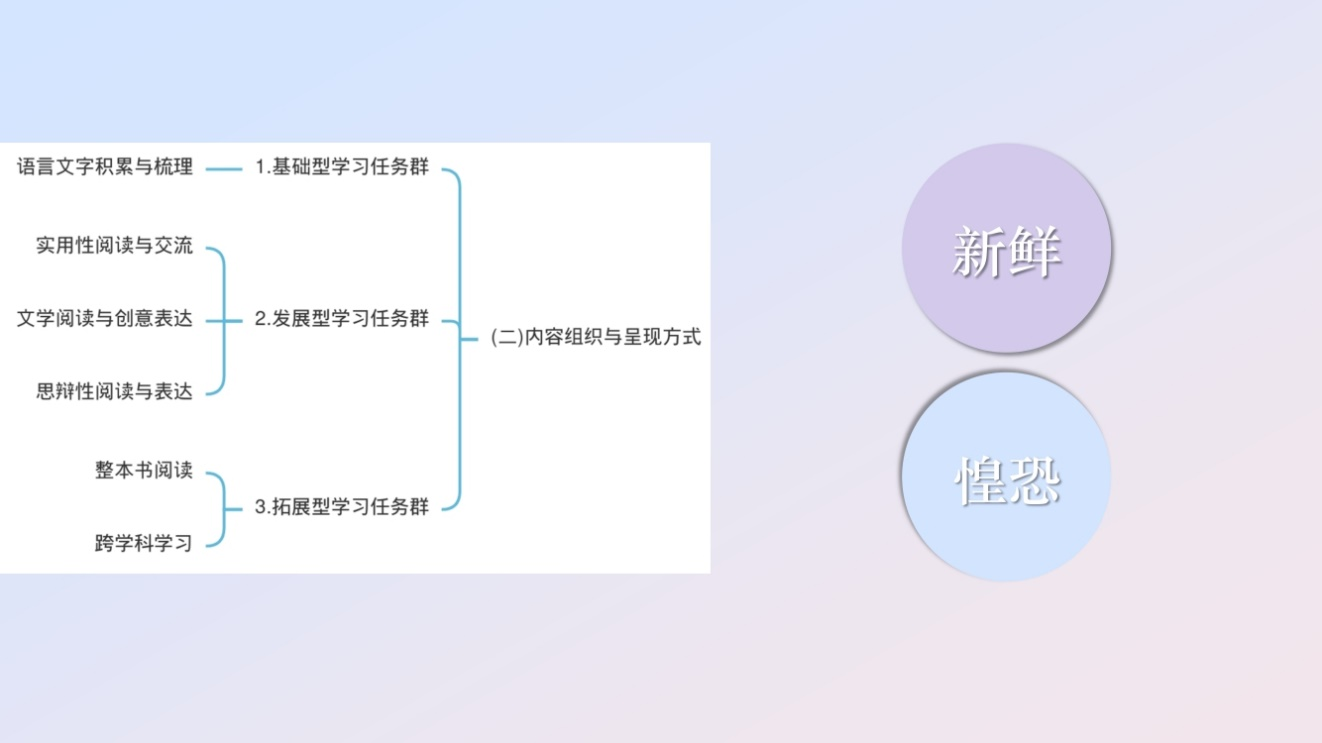 语言文字积累与梳理
1.基础型学习任务群
实用性阅读与交流
文学阅读与创意表达
2.发展型学习任务群
思辩性阅读与表达
(二)内容组织与呈现方式
整本书阅读
3.拓展型学习任务群
跨学科学习
新鲜
惶恐